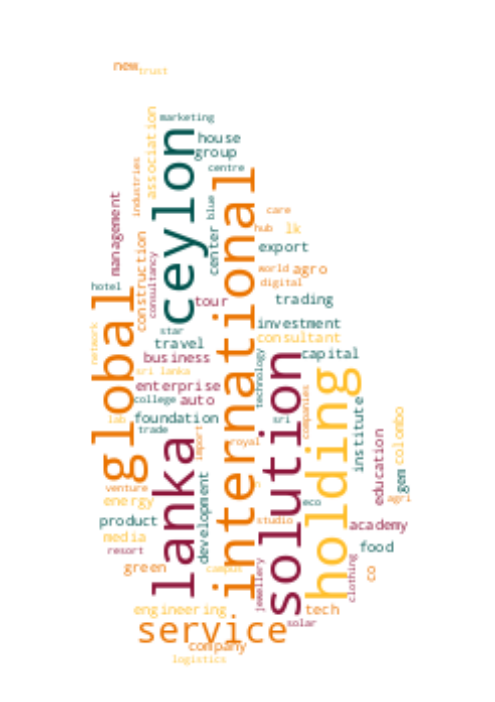 new
trust
association
marketing
ceylon
house
group
centre
industries
international
management
blue
center
care
hub
lk
export
construction
consultancy
world
agro
digital
hotel
global
tour
trading
star
investment
network
travel
consultant
business
capital
technology
sri lanka
solution
holding
enterprise
companies
college
auto
lab
foundation
sri
institute
colombo
trade
import
royal
education
lanka
gem
venture
energy
development
eco
agri
product
studio
academy
media
resort
food
green
campus
jewellery
clothing
co
engineering
tech
service
solar
company
logistics